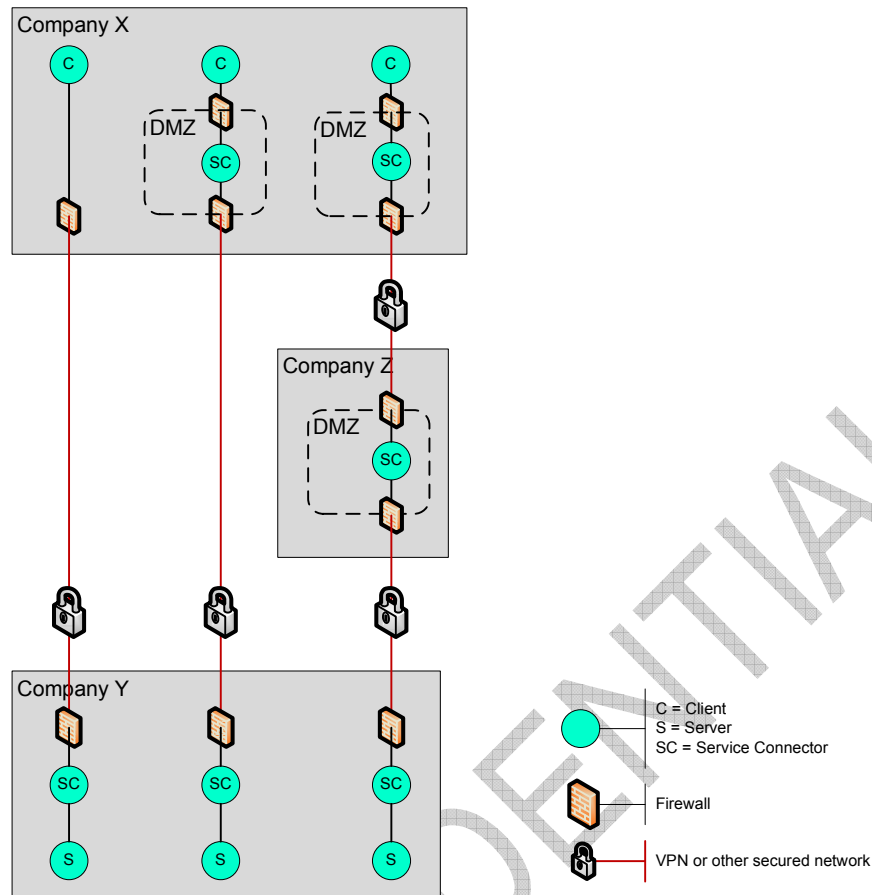 Company X
C
C
C
DMZ
DMZ
SC
SC
Company Z
DMZ
SC
Company Y
SC
SC
SC
S
S
S
C = Client
S = Server
SC = Service Connector
Firewall
VPN or other secured network
DENTIA